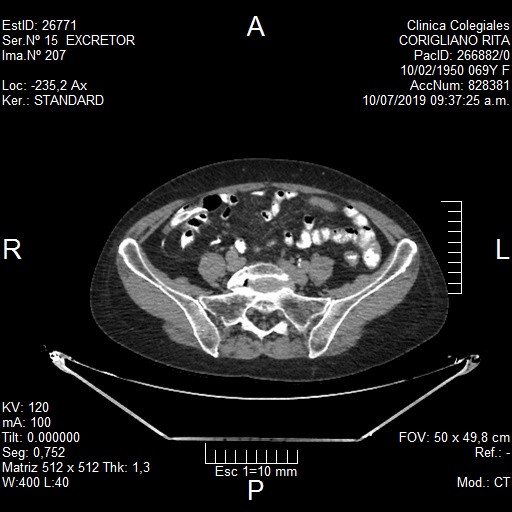 EstID: 26771
Ser.Nº 15  EXCRETOR
Ima.Nº 207
Loc: -235,2 Ax
Ker.: STANDARD
A
Clinica Colegiales
CORIGLIANO RITA
PacID: 266882/0
10/02/1950 069Y F
AccNum: 828381
10/07/2019 09:37:25 a.m.
R
L
KV: 120
mA: 100
Tilt: 0.000000
Seg: 0,752
Matriz 512 x 512 Thk: 1,3
W:400 L:40
Esc 1=10 mm
P
FOV: 50 x 49,8 cm
Ref.: -
Mod.: CT